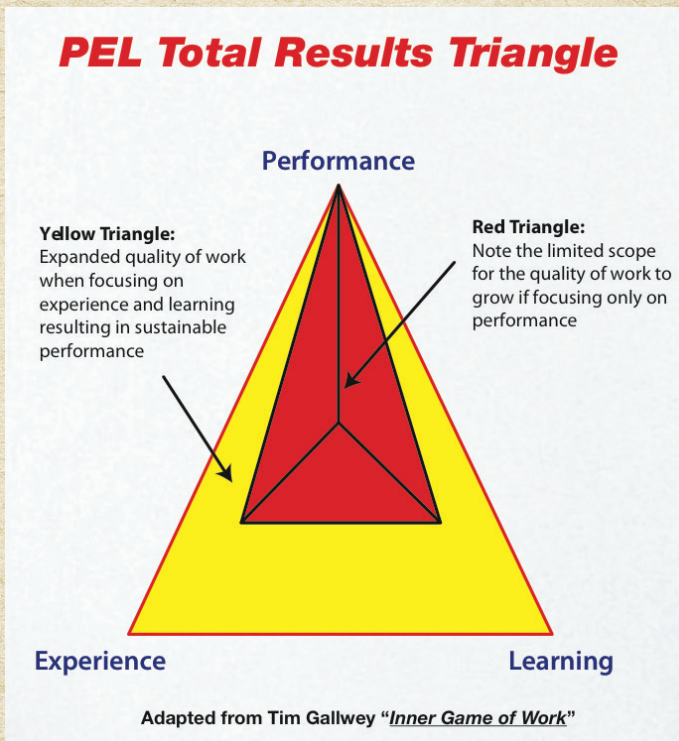 PEL Total Results Triangle
Performance
Yellow Triangle:
Expanded quality of work
when focusing on
experience and learning
resulting in sustainable
performance
Red Triangle:
Note the limited scope
for the quality of work to
grow if focusing only on
performance
Experience
Learning
Adapted from Tim Gallwey “Inner Game of Work”